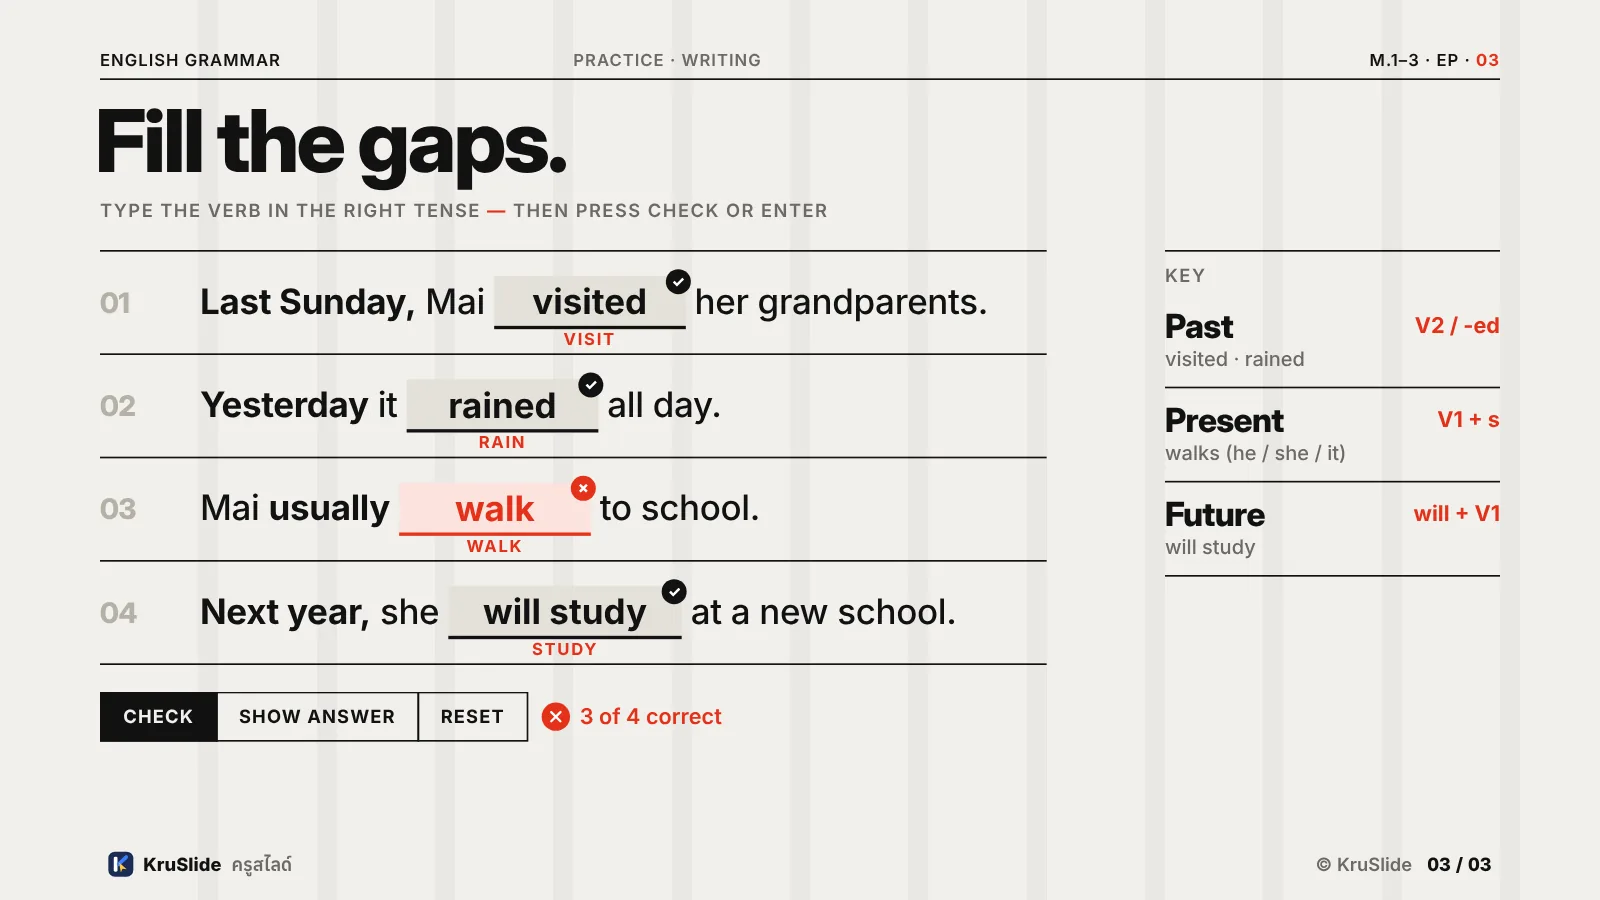 ENGLISH GRAMMAR
PRACTICE · WRITING
M.1–3 · EP · 03
Fill the gaps.
TYPE THE VERB IN THE RIGHT TENSE — THEN PRESS CHECK OR ENTER
01 Last Sunday, Mai visited her grandparents.
VISIT
02 Yesterday it rained all day.
RAIN
03 Mai usually walk to school.
WALK
04 Next year, she will study at a new school.
STUDY
CHECK SHOW ANSWER RESET 3 of 4 correct
KEY
Past V2 / -ed
visited · rained
Present V1 + s
walks (he / she / it)
Future will + V1
will study
KruSlide ครูสไลด์
© KruSlide 03 / 03